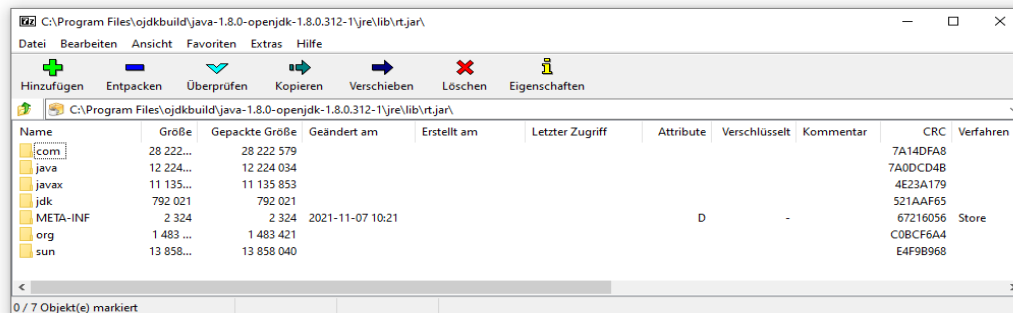 C:\Program Files\ojdkbuild\java-1.8.0-openjdk-1.8.0.312-1\jre\lib\rt.jar\
Datei Bearbeiten Ansicht Favoriten Extras Hilfe
Hinzufügen Entpacken Überprüfen Kopieren Verschieben Löschen Eigenschaften
C:\Program Files\ojdkbuild\java-1.8.0-openjdk-1.8.0.312-1\jre\lib\rt.jar\
Name Größe Gepackte Größe Geändert am Erstellt am Letzter Zugriff Attribute Verschlüsselt Kommentar CRC Verfahren
com 28 222... 28 222 579 7A14DFA8
java 12 224... 12 224 034 7A0DCD4B
javax 11 135... 11 135 853 4E23A179
jdk 792 021 792 021 521AAF65
META-INF 2 324 2 324 2021-11-07 10:21 D - 67216056 Store
org 1 483 ... 1 483 421 C0BCF6A4
sun 13 858... 13 858 040 E4F9B968
0 / 7 Objekt(e) markiert